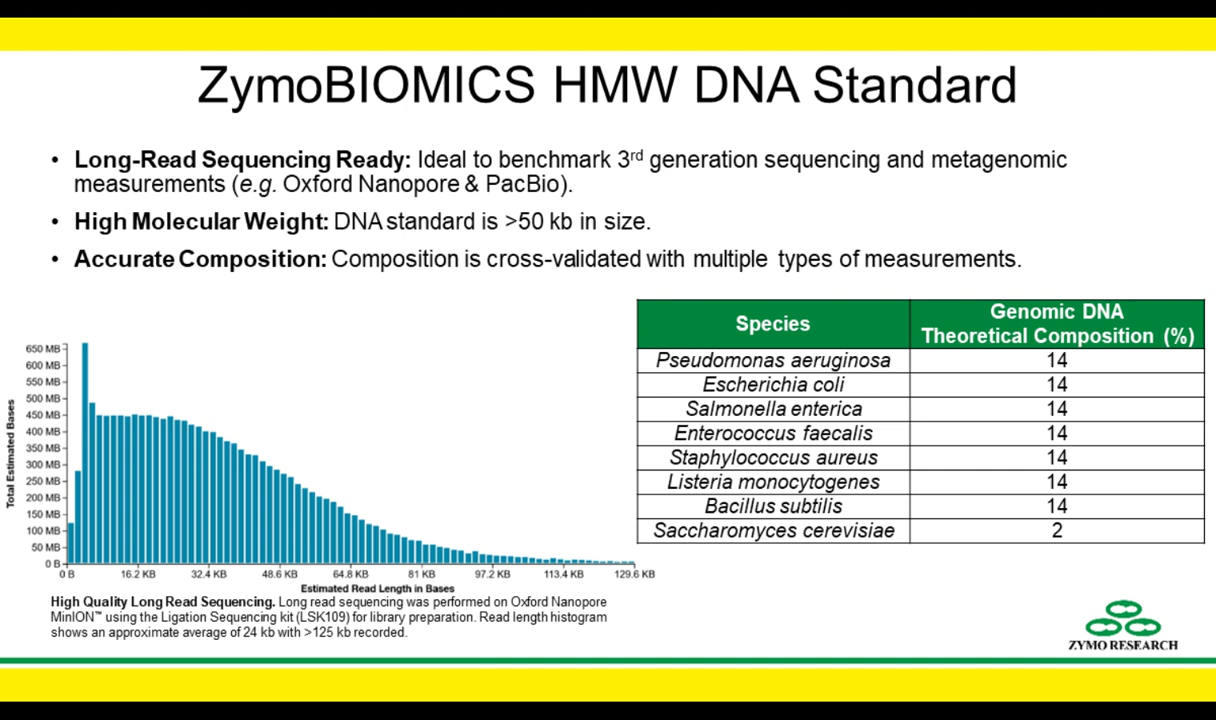 ZymoBIOMICS HMW DNA Standard
• Long-Read Sequencing Ready: Ideal to benchmark 3rd generation sequencing and metagenomic
measurements (e.g. Oxford Nanopore & PacBio).
• High Molecular Weight: DNA standard is >50 kb in size.
• Accurate Composition: Composition is cross-validated with multiple types of measurements.
Total Estimated Bases
650 MB
600 MB
550 MB
500 MB
450 MB
400 MB
350 MB
300 MB
250 MB
200 MB
150 MB
100 MB
50 MB
0 B
0 B 16.2 KB 32.4 KB 48.6 KB 64.8 KB 81 KB 97.2 KB 113.4 KB 129.6 KB
Estimated Read Length in Bases
High Quality Long Read Sequencing. Long read sequencing was performed on Oxford Nanopore
MinION™ using the Ligation Sequencing kit (LSK109) for library preparation. Read length histogram
shows an approximate average of 24 kb with >125 kb recorded.
Species Genomic DNA
Theoretical Composition (%)
Pseudomonas aeruginosa 14
Escherichia coli 14
Salmonella enterica 14
Enterococcus faecalis 14
Staphylococcus aureus 14
Listeria monocytogenes 14
Bacillus subtilis 14
Saccharomyces cerevisiae 2
ZYMO RESEARCH